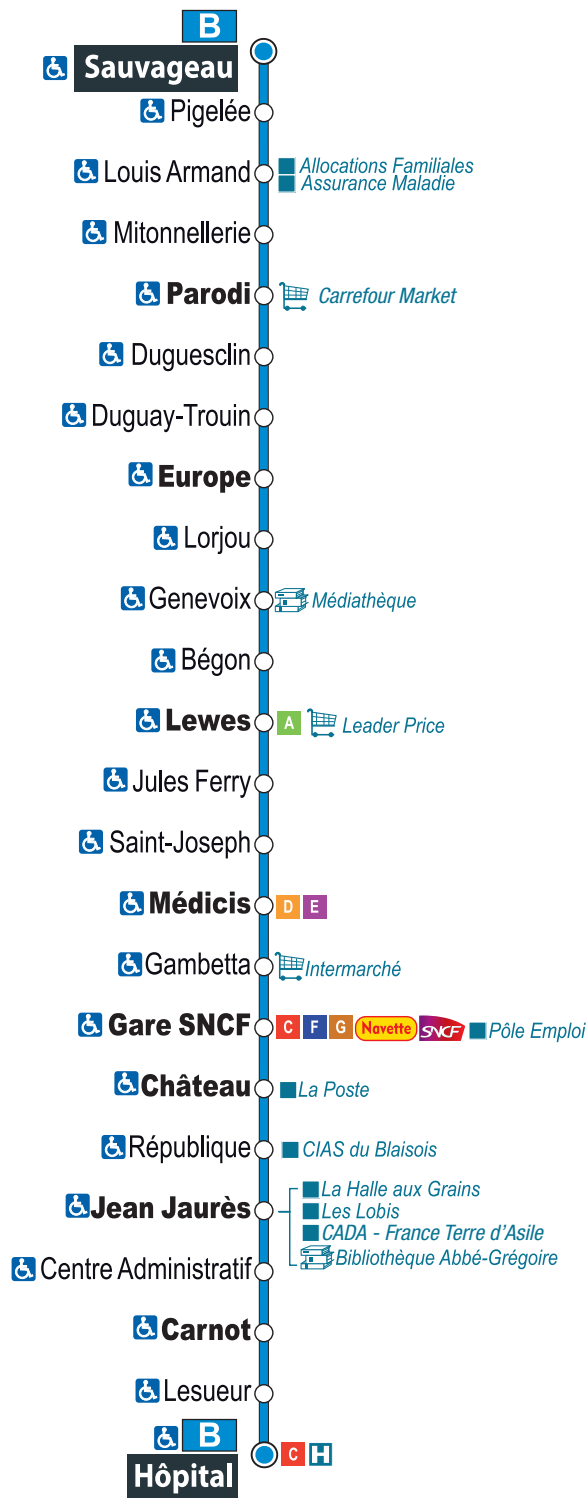 B
Sauvageau
Pigelée
Louis Armand
Allocations Familiales
Assurance Maladie
Mitonnellerie
Parodi
Carrefour Market
Duguesclin
Duguay-Trouin
Europe
Lorjou
Genevoix
Médiathèque
Bégon
Lewes
A
Leader Price
Jules Ferry
Saint-Joseph
Médicis
D E
Gambetta
Intermarché
Gare SNCF
C F G Navette SNCF Pôle Emploi
Château
La Poste
République
CIAS du Blaisois
Jean Jaurès
La Halle aux Grains
Les Lobis
CADA - France Terre d'Asile
Bibliothèque Abbé-Grégoire
Centre Administratif
Carnot
Lesueur
B
Hôpital
C H